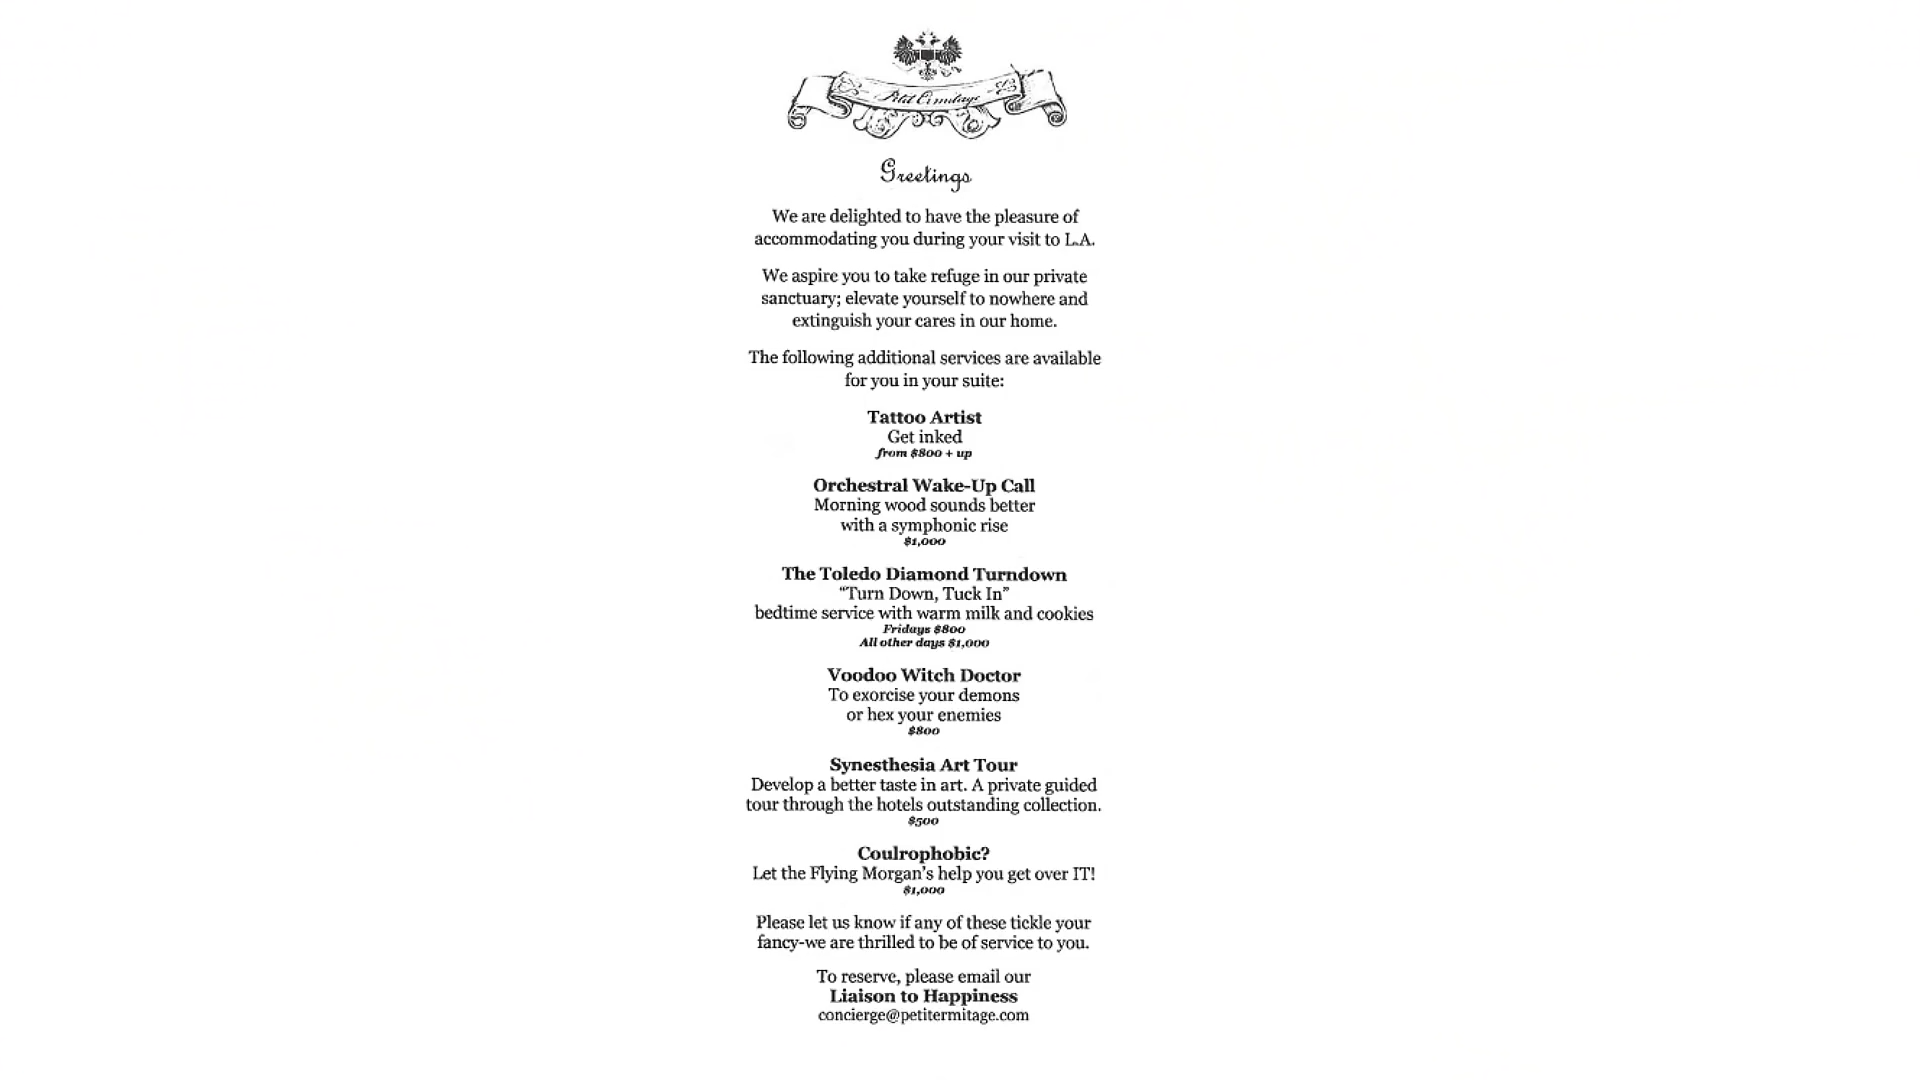 Petit Ermitage
Greetings
We are delighted to have the pleasure of
accommodating you during your visit to L.A.
We aspire you to take refuge in our private
sanctuary; elevate yourself to nowhere and
extinguish your cares in our home.
The following additional services are available
for you in your suite:
Tattoo Artist
Get inked
from $800 + up
Orchestral Wake-Up Call
Morning wood sounds better
with a symphonic rise
$1,000
The Toledo Diamond Turndown
“Turn Down, Tuck In”
bedtime service with warm milk and cookies
Fridays $800
All other days $1,000
Voodoo Witch Doctor
To exorcise your demons
or hex your enemies
$800
Synesthesia Art Tour
Develop a better taste in art. A private guided
tour through the hotels outstanding collection.
$500
Coulrophobic?
Let the Flying Morgan's help you get over IT!
$1,000
Please let us know if any of these tickle your
fancy-we are thrilled to be of service to you.
To reserve, please email our
Liaison to Happiness
concierge@petitermitage.com